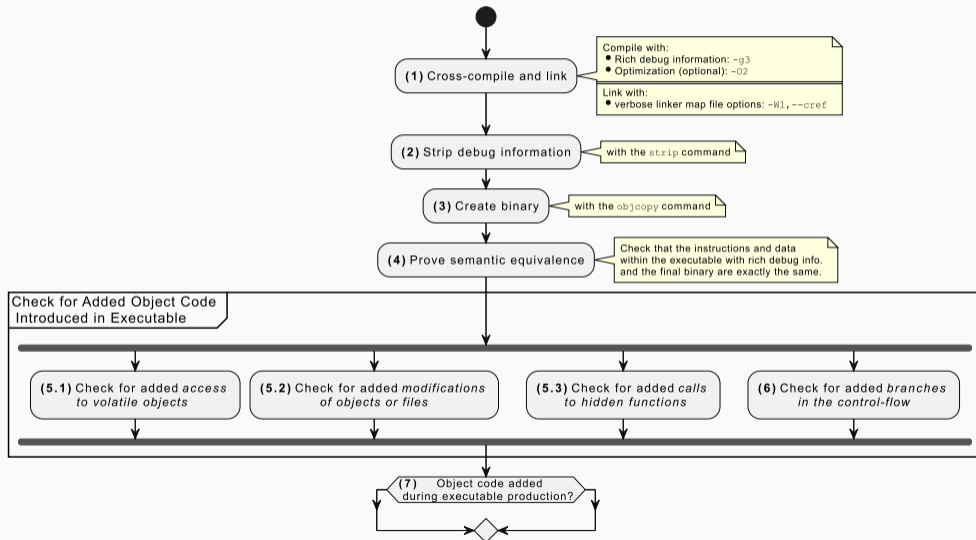 (1) Cross-compile and link
Compile with:
● Rich debug information: -g3
● Optimization (optional): -O2
Link with:
● verbose linker map file options: -Wl,--cref
(2) Strip debug information
with the strip command
(3) Create binary
with the objcopy command
(4) Prove semantic equivalence
Check that the instructions and data
within the executable with rich debug info.
and the final binary are exactly the same.
Check for Added Object Code
Introduced in Executable
(5.1) Check for added access
to volatile objects
(5.2) Check for added modifications
of objects or files
(5.3) Check for added calls
to hidden functions
(6) Check for added branches
in the control-flow
(7) Object code added
during executable production?